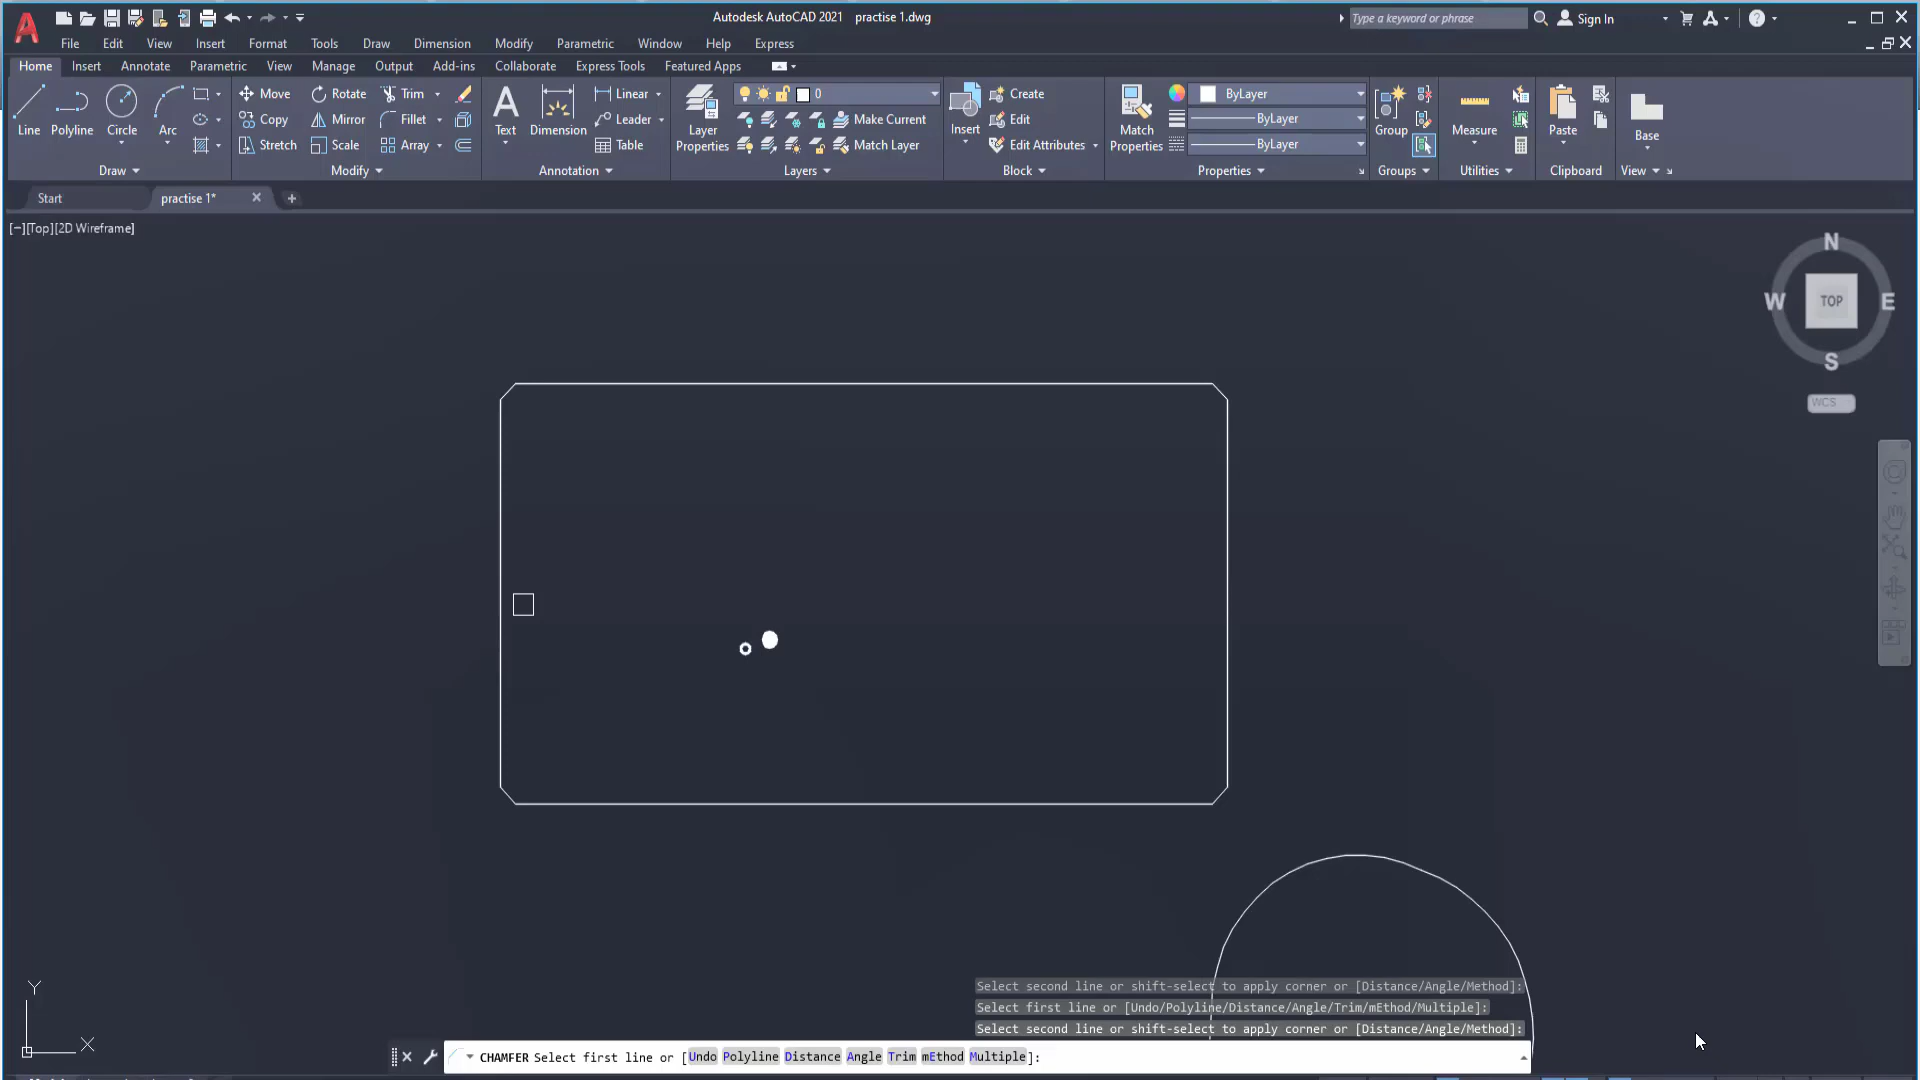 Autodesk AutoCAD 2021 practise 1.dwg
Type a keyword or phrase
Sign In
File Edit View Insert Format Tools Draw Dimension Modify Parametric Window Help Express
Home Insert Annotate Parametric View Manage Output Add-ins Collaborate Express Tools Featured Apps
Line Polyline Circle Arc
Draw
Move Rotate Trim
Copy Mirror Fillet
Stretch Scale Array
Modify
Text Dimension
Linear
Leader
Table
Annotation
Layer Properties
0
Make Current
Match Layer
Layers
Insert
Create
Edit
Edit Attributes
Block
Match Properties
ByLayer
ByLayer
ByLayer
Properties
Group
Groups
Measure
Utilities
Paste
Clipboard
Base
View
Start practise 1*
[−][Top][2D Wireframe]
N
W TOP E
S
WCS
Y
X
Select second line or shift-select to apply corner or [Distance/Angle/Method]:
Select first line or [Undo/Polyline/Distance/Angle/Trim/mEthod/Multiple]:
Select second line or shift-select to apply corner or [Distance/Angle/Method]:
CHAMFER Select first line or [Undo Polyline Distance Angle Trim mEthod Multiple]: